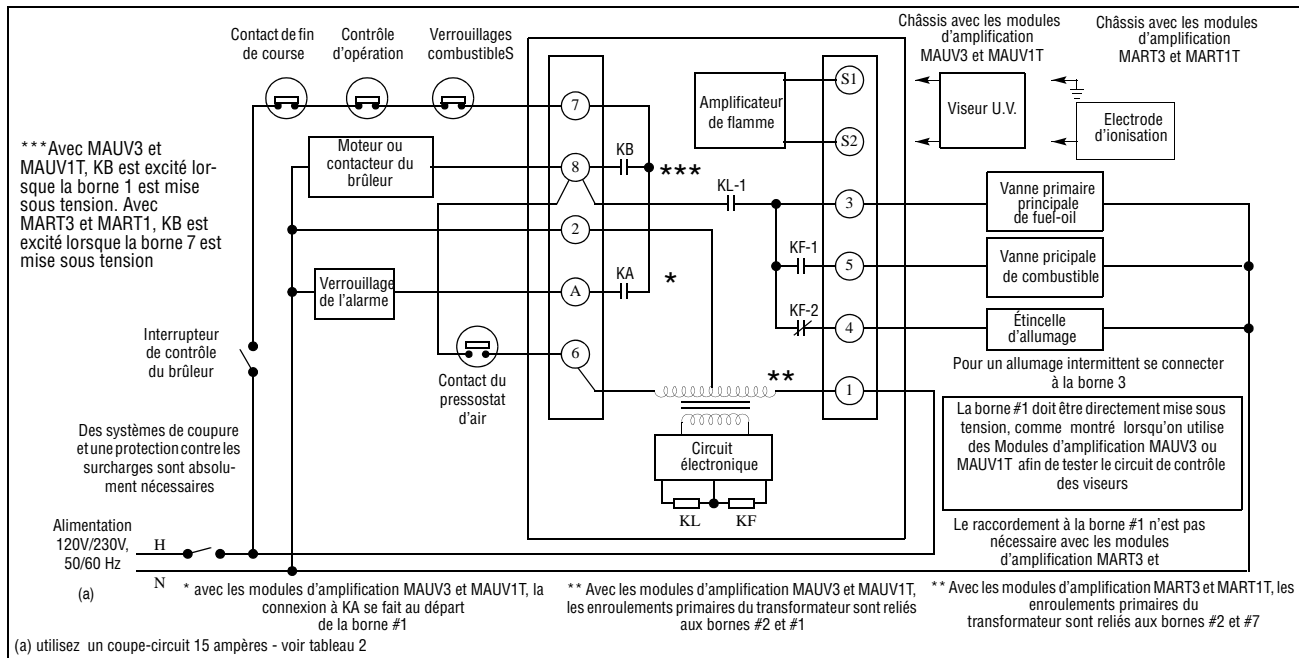 Contact de fin
de course
Contrôle
d'opération
Verrouillages
combustibleS
Châssis avec les modules
d'amplification
MAUV3 et MAUV1T
Châssis avec les modules
d'amplification
MART3 et MART1T
7
8
2
A
6
S1
S2
3
5
4
1
Amplificateur
de flamme
Viseur U.V.
Electrode
d'ionisation
***Avec MAUV3 et
MAUV1T, KB est excité lor-
sque la borne 1 est mise
sous tension. Avec
MART3 et MART1, KB est
excité lorsque la borne 7 est
mise sous tension
Moteur ou
contacteur du
brûleur
KB
***
KL-1
Vanne primaire
principale
de fuel-oil
KF-1
Vanne pricipale
de combustible
Verrouillage
de l'alarme
KA
*
KF-2
Étincelle
d'allumage
Interrupteur
de contrôle
du brûleur
Contact du
pressostat
d'air
**
Pour un allumage intermittent se connecter
à la borne 3
La borne #1 doit être directement mise sous
tension, comme montré lorsqu'on utilise
des Modules d'amplification MAUV3 ou
MAUV1T afin de tester le circuit de contrôle
des viseurs
Circuit
électronique
KL
KF
Des systèmes de coupure
et une protection contre les
surcharges sont absolu-
ment nécessaires
Le raccordement à la borne #1 n'est pas
nécessaire avec les modules
d'amplification MART3 et
Alimentation
120V/230V,
50/60 Hz
(a)
H
N
* avec les modules d'amplification MAUV3 et MAUV1T, la
connexion à KA se fait au départ
de la borne #1
** Avec les modules d'amplification MAUV3 et MAUV1T,
les enroulements primaires du transformateur sont reliés
aux bornes #2 et #1
** Avec les modules d'amplification MART3 et MART1T, les
enroulements primaires du
transformateur sont reliés aux bornes #2 et #7
(a) utilisez un coupe-circuit 15 ampères - voir tableau 2